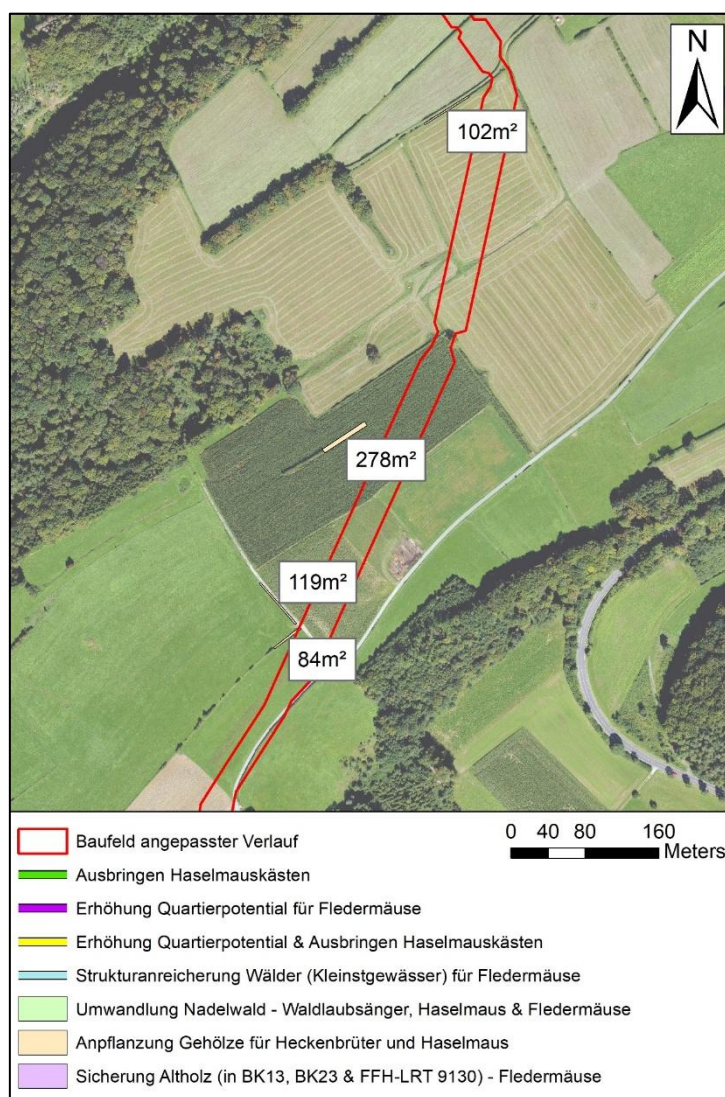 N
102m²
278m²
119m²
84m²
Baufeld angepasster Verlauf
0 40 80 160
Meters
Ausbringen Haselmauskästen
Erhöhung Quartierpotential für Fledermäuse
Erhöhung Quartierpotential & Ausbringen Haselmauskästen
Strukturanreicherung Wälder (Kleinstgewässer) für Fledermäuse
Umwandlung Nadelwald - Waldlaubsänger, Haselmaus & Fledermäuse
Anpflanzung Gehölze für Heckenbrüter und Haselmaus
Sicherung Altholz (in BK13, BK23 & FFH-LRT 9130) - Fledermäuse